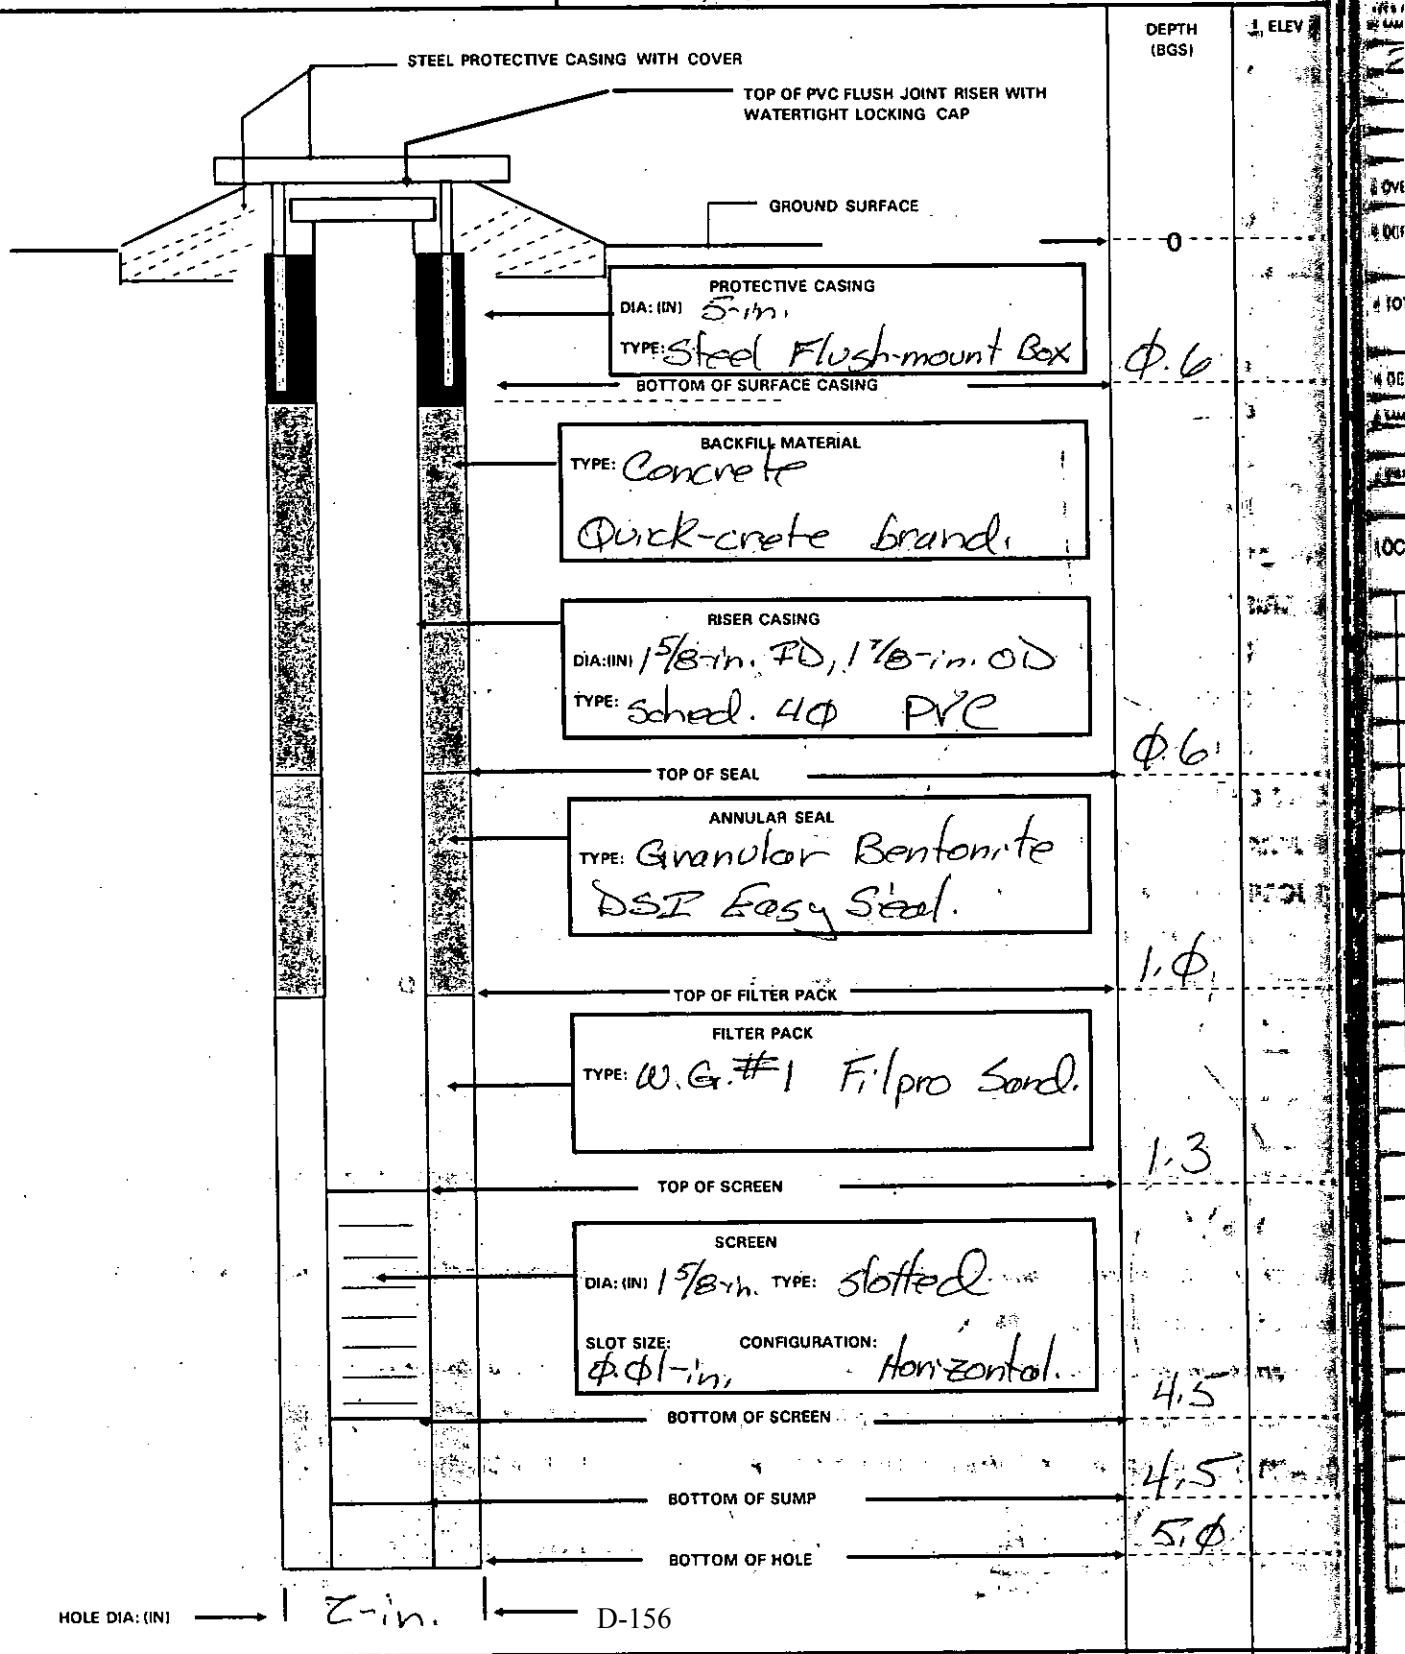 DEPTH
(BGS)
ELEV
STEEL PROTECTIVE CASING WITH COVER
TOP OF PVC FLUSH JOINT RISER WITH
WATERTIGHT LOCKING CAP
GROUND SURFACE
0
PROTECTIVE CASING
DIA: (IN) 5-in.
TYPE: Steel Flush-mount Box
Φ.6
BOTTOM OF SURFACE CASING
BACKFILL MATERIAL
TYPE: Concrete
Quick-crete brand.
RISER CASING
DIA:(IN) 1 5/8-in. ID, 1 7/8-in. OD
TYPE: Sched. 4Φ PVC
Φ.6
TOP OF SEAL
ANNULAR SEAL
TYPE: Granular Bentonite
DSI Easy Seal.
1.Φ
TOP OF FILTER PACK
FILTER PACK
TYPE: W.G. #1 Filpro Sand.
1.3
TOP OF SCREEN
SCREEN
DIA: (IN) 1 5/8-in. TYPE: slotted
SLOT SIZE: CONFIGURATION:
Φ.Φ1-in, Horizontal.
4.5
BOTTOM OF SCREEN
4.5
BOTTOM OF SUMP
5.Φ
BOTTOM OF HOLE
HOLE DIA: (IN) 2-in. D-156